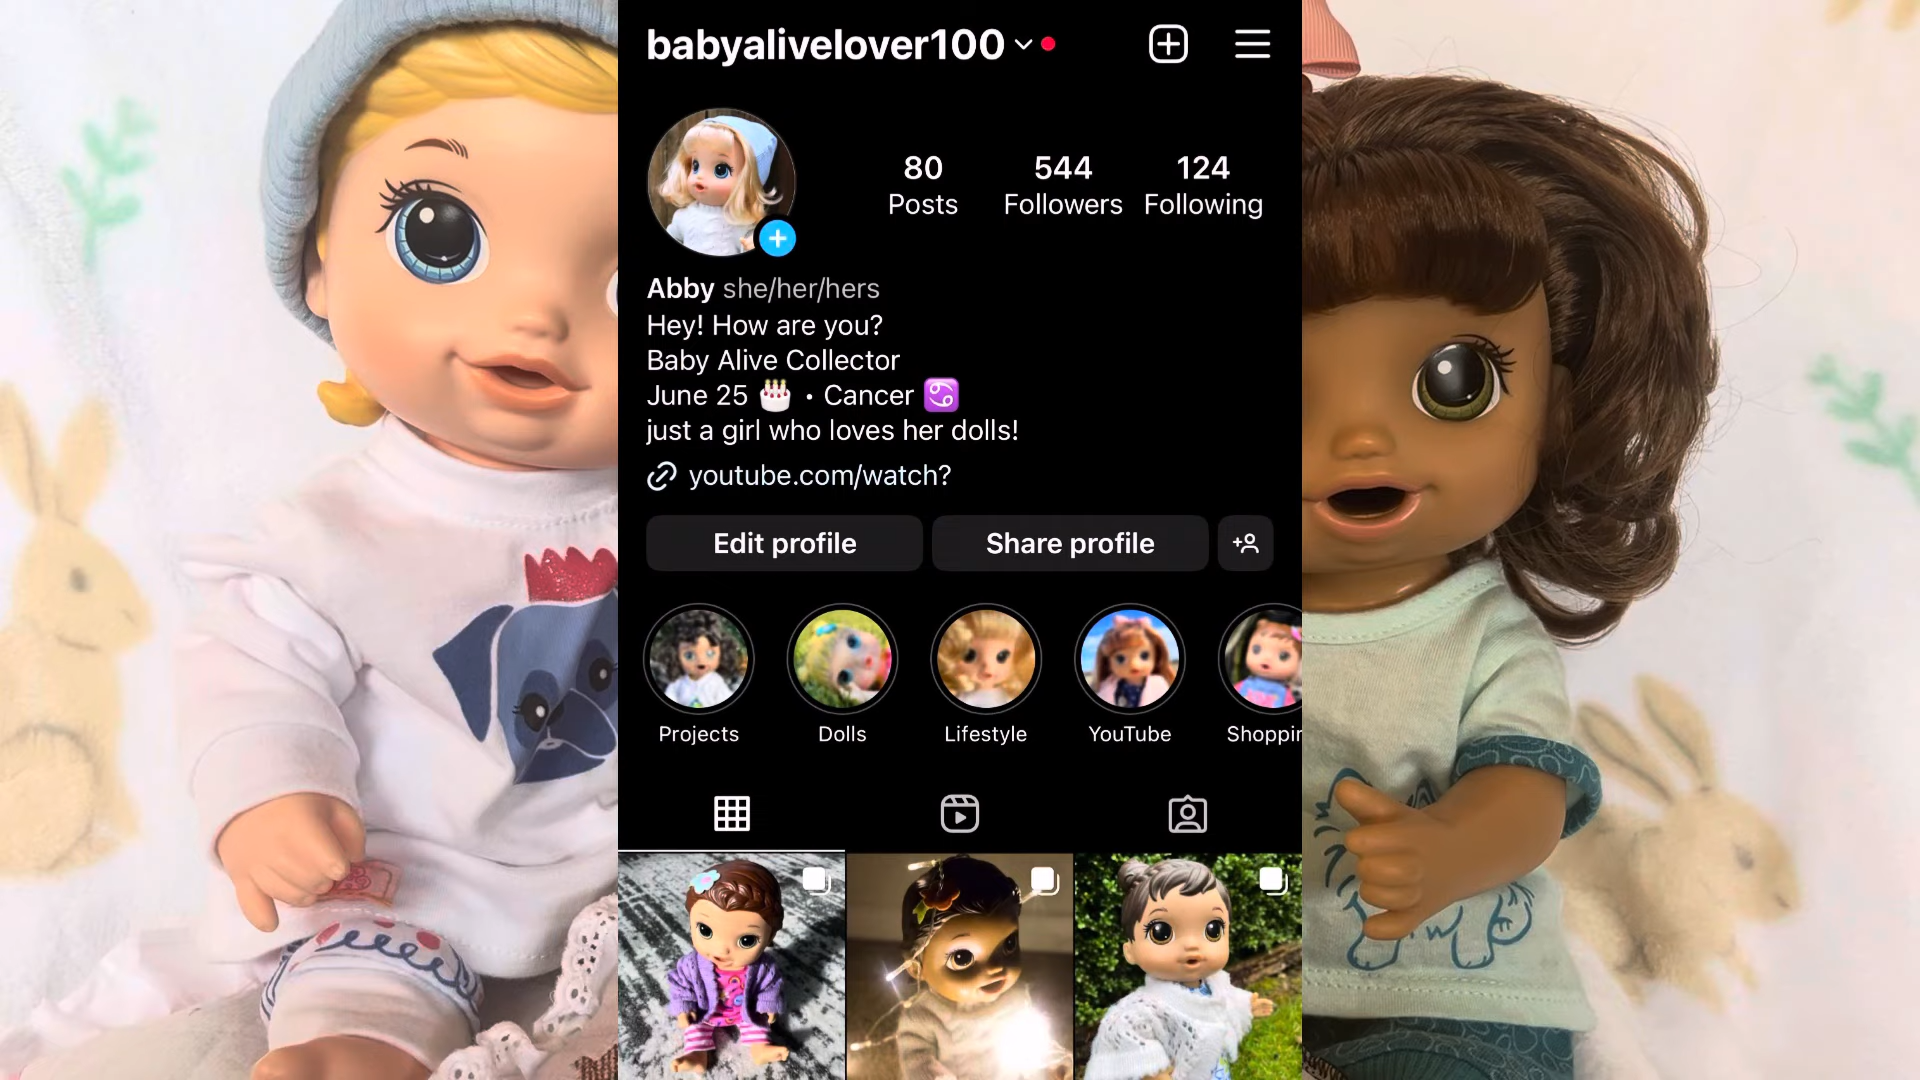 babyalivelover100
80 544 124
Posts Followers Following
Abby she/her/hers
Hey! How are you?
Baby Alive Collector
June 25 🎂 • Cancer ♋
just a girl who loves her dolls!
youtube.com/watch?
Edit profile Share profile
Projects Dolls Lifestyle YouTube Shoppin